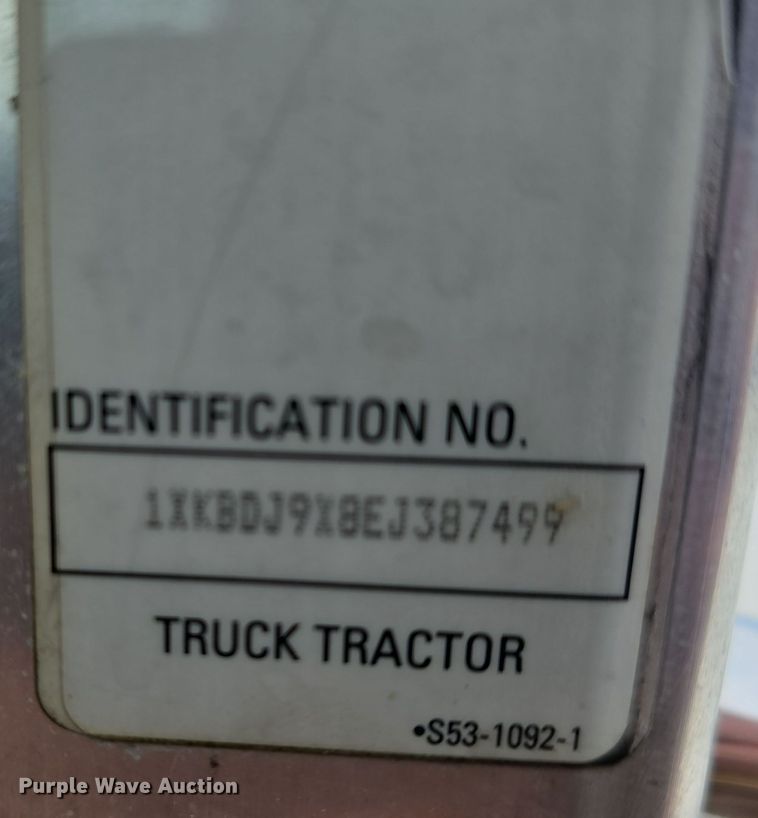 IDENTIFICATION NO.
1XKBDJ9X8EJ387499
TRUCK TRACTOR
•S53-1092-1
Purple Wave Auction